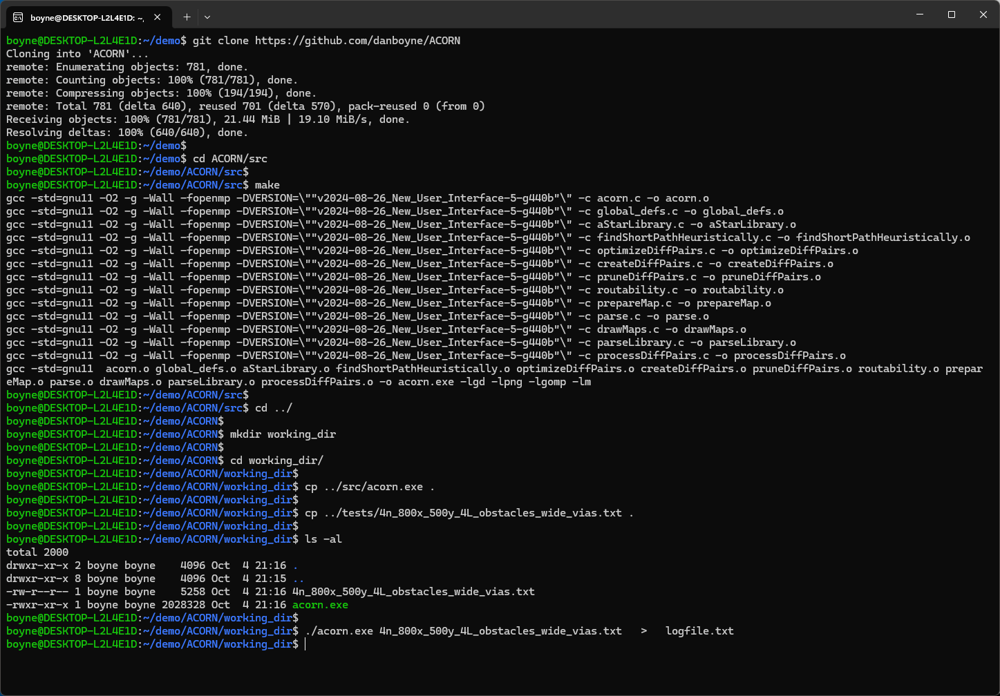 boyne@DESKTOP-L2L4E1D: ~,
boyne@DESKTOP-L2L4E1D:~/demo$ git clone https://github.com/danboyne/ACORN
Cloning into 'ACORN'...
remote: Enumerating objects: 781, done.
remote: Counting objects: 100% (781/781), done.
remote: Compressing objects: 100% (194/194), done.
remote: Total 781 (delta 640), reused 701 (delta 570), pack-reused 0 (from 0)
Receiving objects: 100% (781/781), 21.44 MiB | 19.10 MiB/s, done.
Resolving deltas: 100% (640/640), done.
boyne@DESKTOP-L2L4E1D:~/demo$
boyne@DESKTOP-L2L4E1D:~/demo$ cd ACORN/src
boyne@DESKTOP-L2L4E1D:~/demo/ACORN/src$
boyne@DESKTOP-L2L4E1D:~/demo/ACORN/src$ make
gcc -std=gnu11 -O2 -g -Wall -fopenmp -DVERSION=\""v2024-08-26_New_User_Interface-5-g440b"\" -c acorn.c -o acorn.o
gcc -std=gnu11 -O2 -g -Wall -fopenmp -DVERSION=\""v2024-08-26_New_User_Interface-5-g440b"\" -c global_defs.c -o global_defs.o
gcc -std=gnu11 -O2 -g -Wall -fopenmp -DVERSION=\""v2024-08-26_New_User_Interface-5-g440b"\" -c aStarLibrary.c -o aStarLibrary.o
gcc -std=gnu11 -O2 -g -Wall -fopenmp -DVERSION=\""v2024-08-26_New_User_Interface-5-g440b"\" -c findShortPathHeuristically.c -o findShortPathHeuristically.o
gcc -std=gnu11 -O2 -g -Wall -fopenmp -DVERSION=\""v2024-08-26_New_User_Interface-5-g440b"\" -c optimizeDiffPairs.c -o optimizeDiffPairs.o
gcc -std=gnu11 -O2 -g -Wall -fopenmp -DVERSION=\""v2024-08-26_New_User_Interface-5-g440b"\" -c createDiffPairs.c -o createDiffPairs.o
gcc -std=gnu11 -O2 -g -Wall -fopenmp -DVERSION=\""v2024-08-26_New_User_Interface-5-g440b"\" -c pruneDiffPairs.c -o pruneDiffPairs.o
gcc -std=gnu11 -O2 -g -Wall -fopenmp -DVERSION=\""v2024-08-26_New_User_Interface-5-g440b"\" -c routability.c -o routability.o
gcc -std=gnu11 -O2 -g -Wall -fopenmp -DVERSION=\""v2024-08-26_New_User_Interface-5-g440b"\" -c prepareMap.c -o prepareMap.o
gcc -std=gnu11 -O2 -g -Wall -fopenmp -DVERSION=\""v2024-08-26_New_User_Interface-5-g440b"\" -c parse.c -o parse.o
gcc -std=gnu11 -O2 -g -Wall -fopenmp -DVERSION=\""v2024-08-26_New_User_Interface-5-g440b"\" -c drawMaps.c -o drawMaps.o
gcc -std=gnu11 -O2 -g -Wall -fopenmp -DVERSION=\""v2024-08-26_New_User_Interface-5-g440b"\" -c parseLibrary.c -o parseLibrary.o
gcc -std=gnu11 -O2 -g -Wall -fopenmp -DVERSION=\""v2024-08-26_New_User_Interface-5-g440b"\" -c processDiffPairs.c -o processDiffPairs.o
gcc -std=gnu11  acorn.o global_defs.o aStarLibrary.o findShortPathHeuristically.o optimizeDiffPairs.o createDiffPairs.o pruneDiffPairs.o routability.o prepar
eMap.o parse.o drawMaps.o parseLibrary.o processDiffPairs.o -o acorn.exe -lgd -lpng -lgomp -lm
boyne@DESKTOP-L2L4E1D:~/demo/ACORN/src$
boyne@DESKTOP-L2L4E1D:~/demo/ACORN/src$ cd ../
boyne@DESKTOP-L2L4E1D:~/demo/ACORN$
boyne@DESKTOP-L2L4E1D:~/demo/ACORN$ mkdir working_dir
boyne@DESKTOP-L2L4E1D:~/demo/ACORN$
boyne@DESKTOP-L2L4E1D:~/demo/ACORN$ cd working_dir/
boyne@DESKTOP-L2L4E1D:~/demo/ACORN/working_dir$
boyne@DESKTOP-L2L4E1D:~/demo/ACORN/working_dir$ cp ../src/acorn.exe .
boyne@DESKTOP-L2L4E1D:~/demo/ACORN/working_dir$
boyne@DESKTOP-L2L4E1D:~/demo/ACORN/working_dir$ cp ../tests/4n_800x_500y_4L_obstacles_wide_vias.txt .
boyne@DESKTOP-L2L4E1D:~/demo/ACORN/working_dir$
boyne@DESKTOP-L2L4E1D:~/demo/ACORN/working_dir$ ls -al
total 2000
drwxr-xr-x 2 boyne boyne    4096 Oct  4 21:16 .
drwxr-xr-x 8 boyne boyne    4096 Oct  4 21:15 ..
-rw-r--r-- 1 boyne boyne    5258 Oct  4 21:16 4n_800x_500y_4L_obstacles_wide_vias.txt
-rwxr-xr-x 1 boyne boyne 2028328 Oct  4 21:16 acorn.exe
boyne@DESKTOP-L2L4E1D:~/demo/ACORN/working_dir$
boyne@DESKTOP-L2L4E1D:~/demo/ACORN/working_dir$ ./acorn.exe 4n_800x_500y_4L_obstacles_wide_vias.txt   >   logfile.txt
boyne@DESKTOP-L2L4E1D:~/demo/ACORN/working_dir$